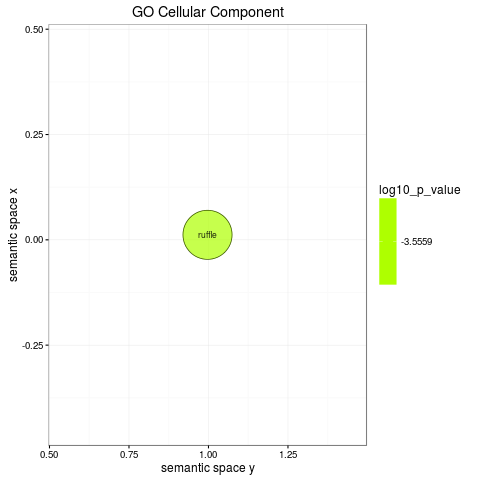 GO Cellular Component
0.50
0.25
0.00
-0.25
semantic space x
ruffle
0.50 0.75 1.00 1.25
semantic space y
log10_p_value
-3.5559